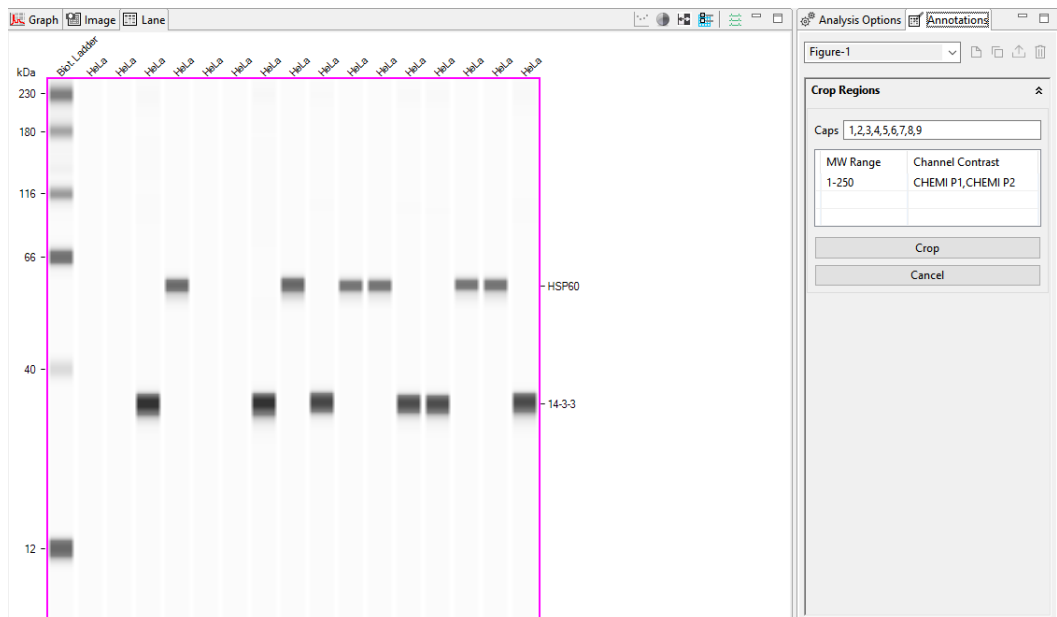 Graph Image Lane
Analysis Options Annotations
Figure-1
Crop Regions
Caps 1,2,3,4,5,6,7,8,9
MW Range Channel Contrast
1-250 CHEMI P1,CHEMI P2
Crop
Cancel
kDa
Biot. Ladder HeLa HeLa HeLa HeLa HeLa HeLa HeLa HeLa HeLa HeLa HeLa HeLa HeLa HeLa HeLa HeLa
230
180
116
66
HSP60
40
14-3-3
12